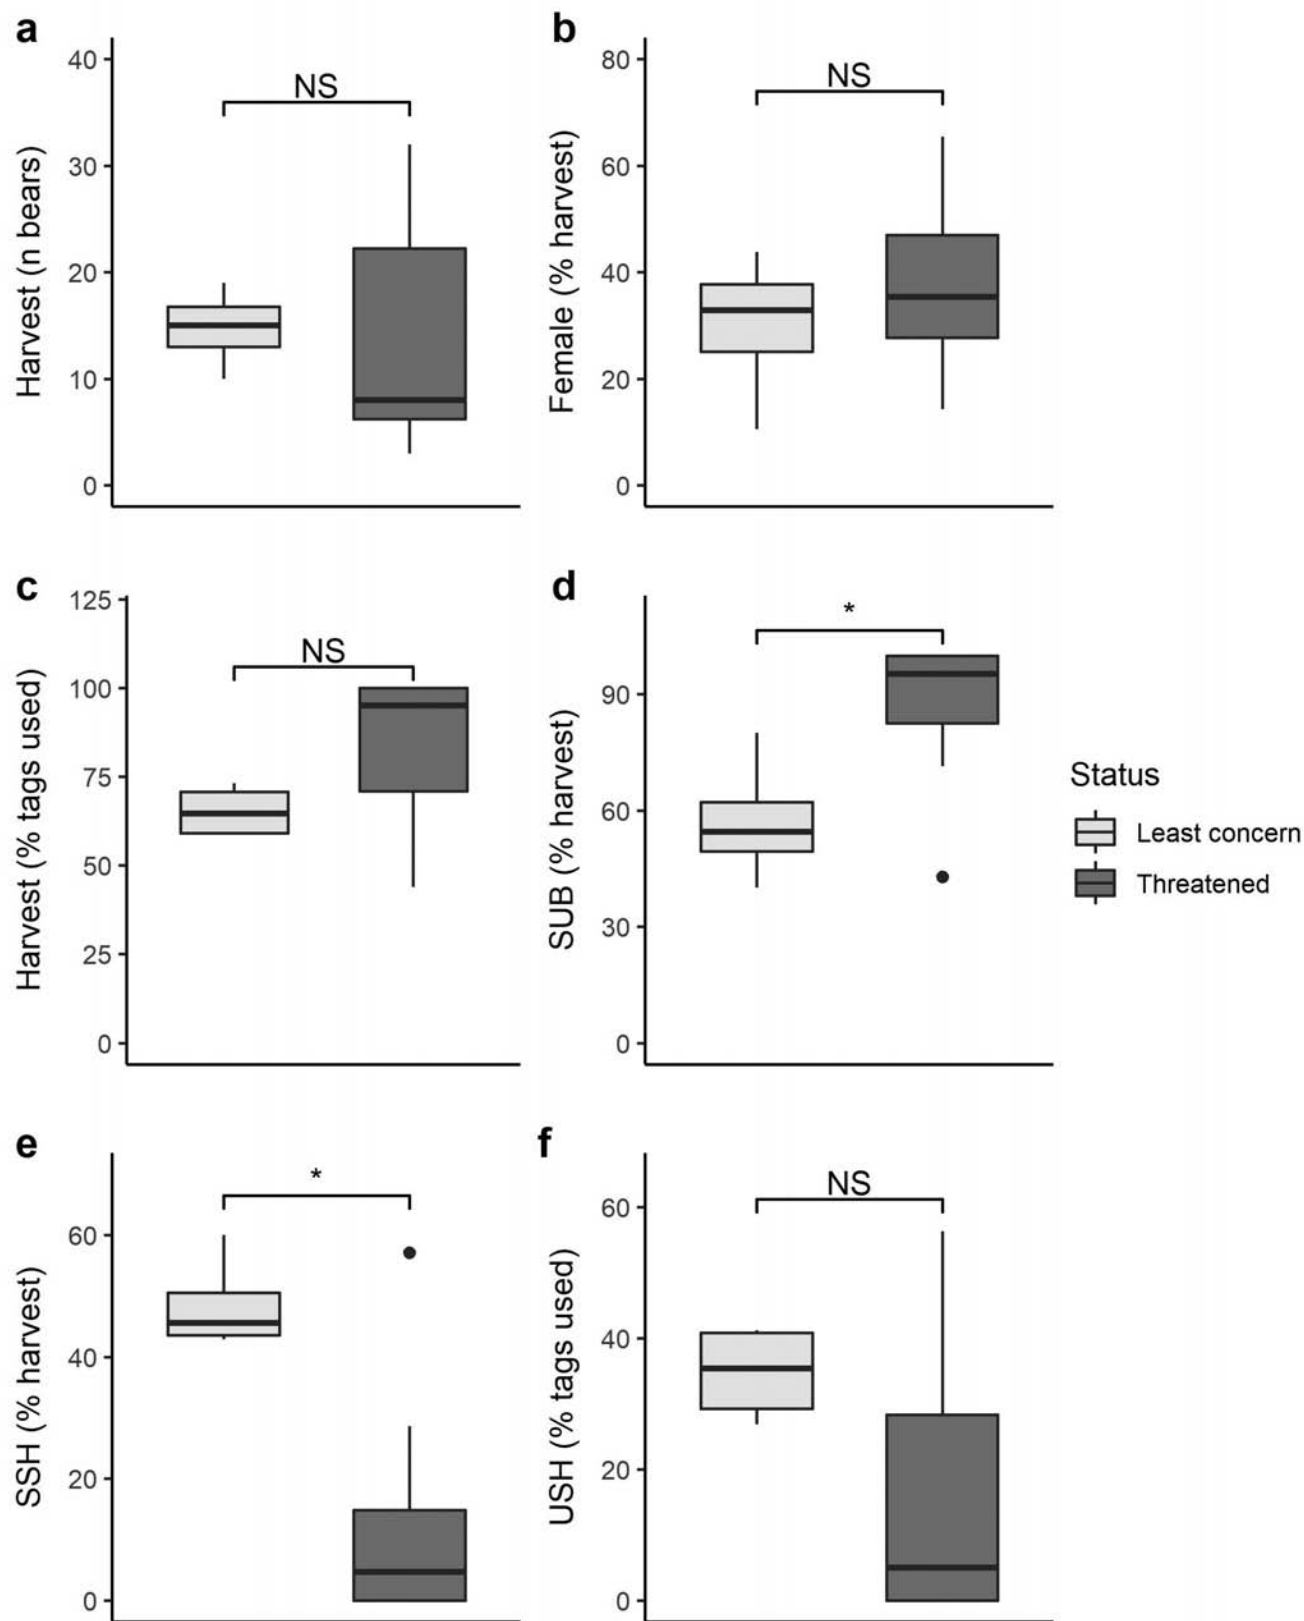 a
40
30
20
10
0
Harvest (n bears)
NS
b
80
60
40
20
0
Female (% harvest)
NS
c
125
100
75
50
25
0
Harvest (% tags used)
NS
d
90
60
30
0
SUB (% harvest)
*
Status
Least concern
Threatened
e
60
40
20
0
SSH (% harvest)
*
f
60
40
20
0
USH (% tags used)
NS